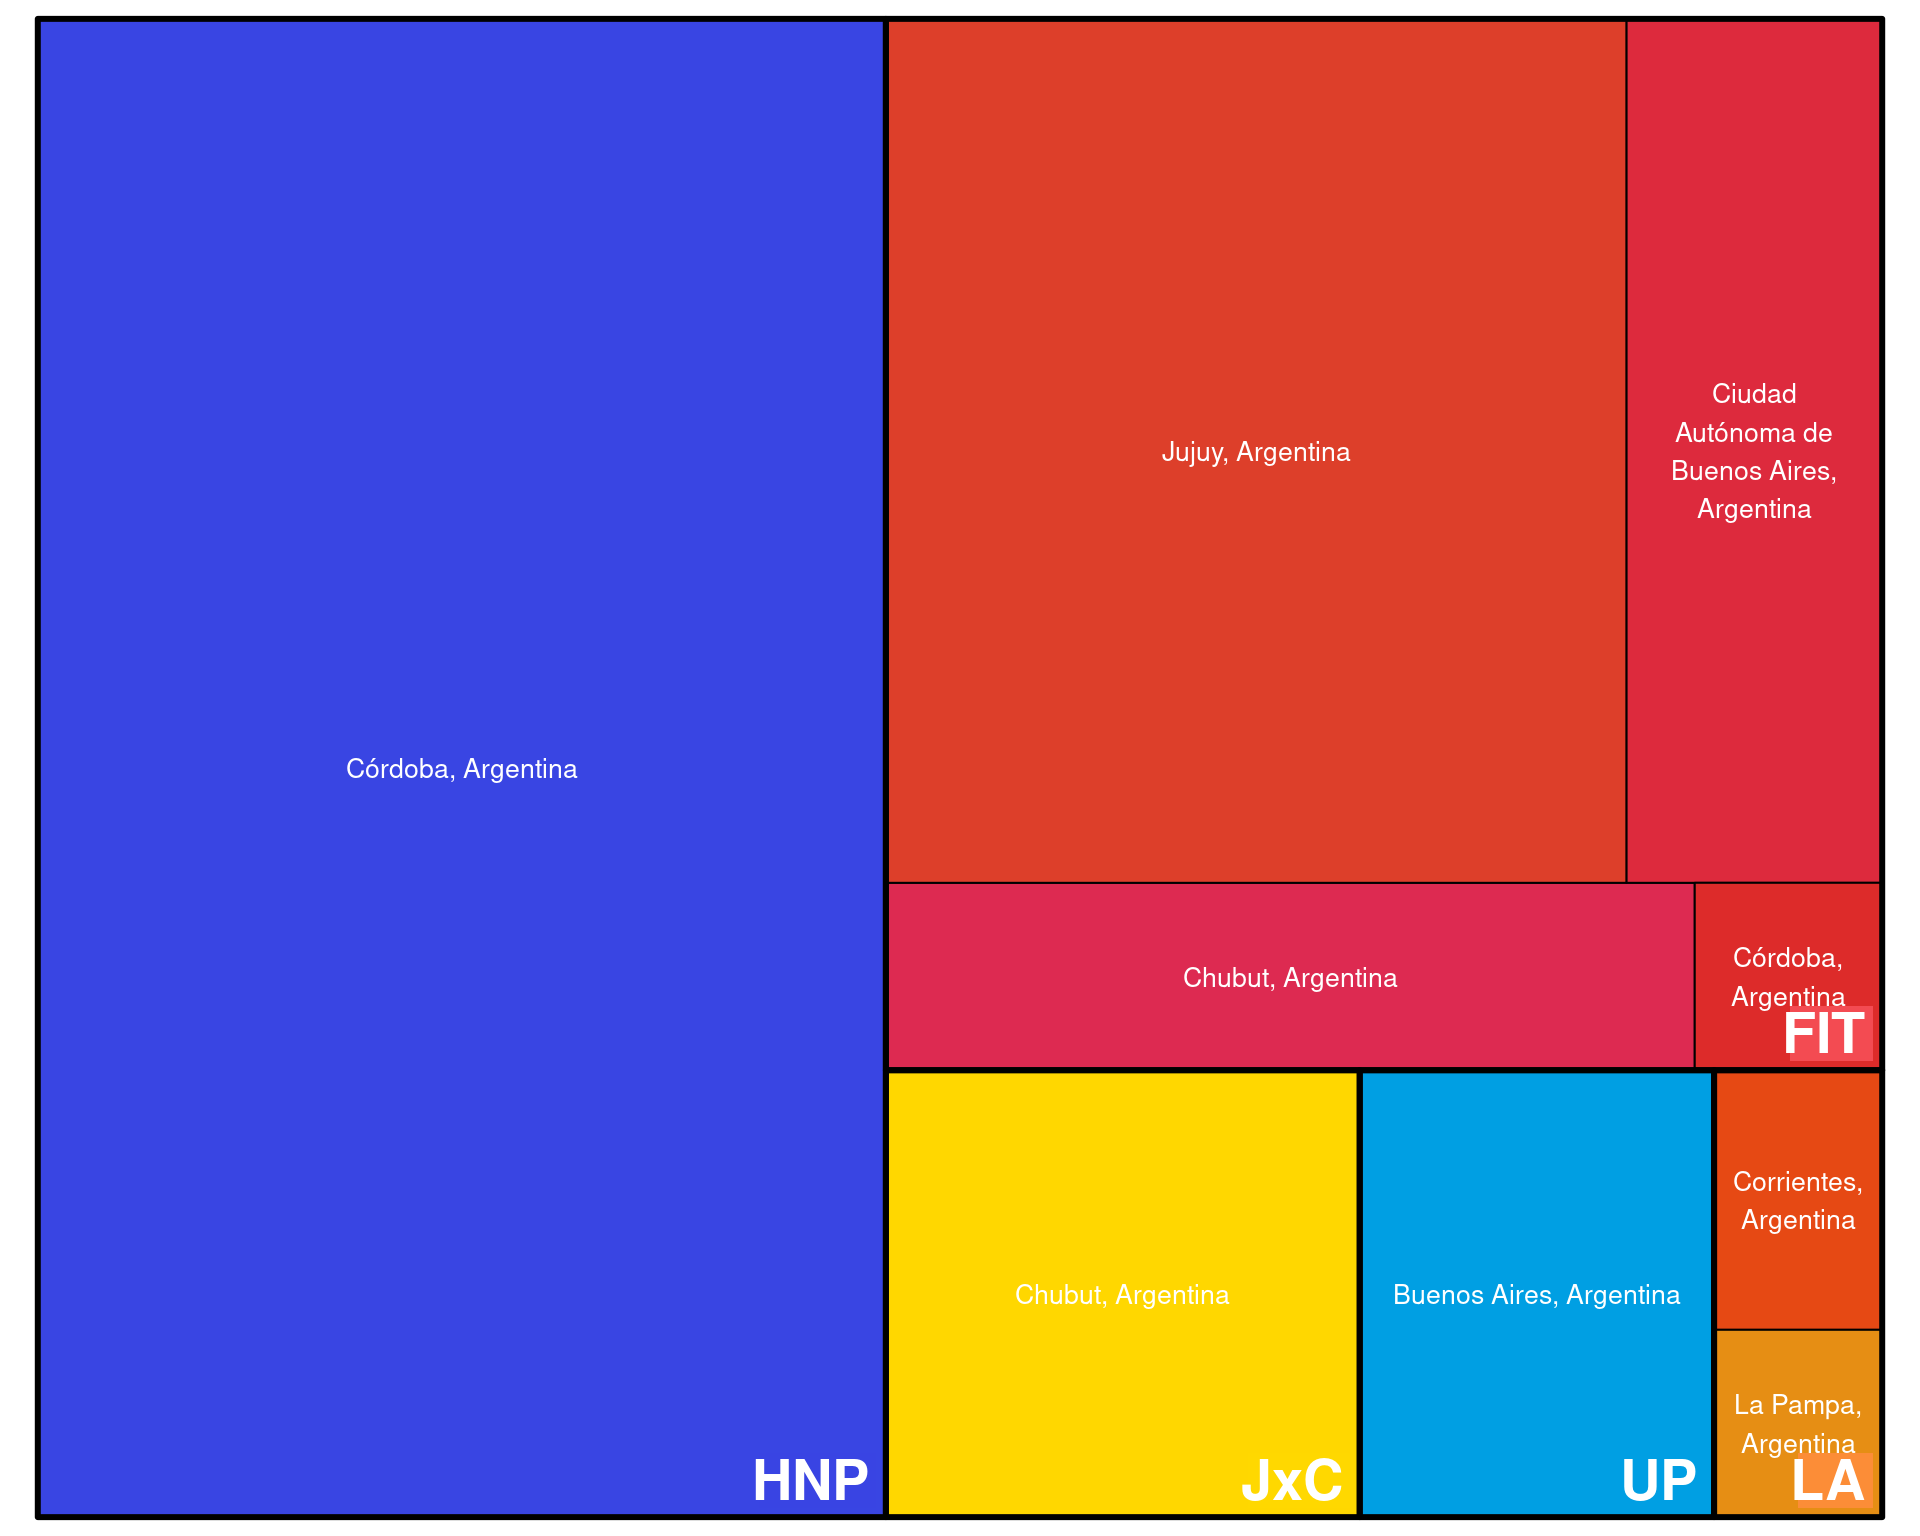 Córdoba, Argentina
HNP
Jujuy, Argentina
Ciudad
Autónoma de
Buenos Aires,
Argentina
Chubut, Argentina
Córdoba,
Argentina
FIT
Chubut, Argentina
JxC
Buenos Aires, Argentina
UP
Corrientes,
Argentina
La Pampa,
Argentina
LA